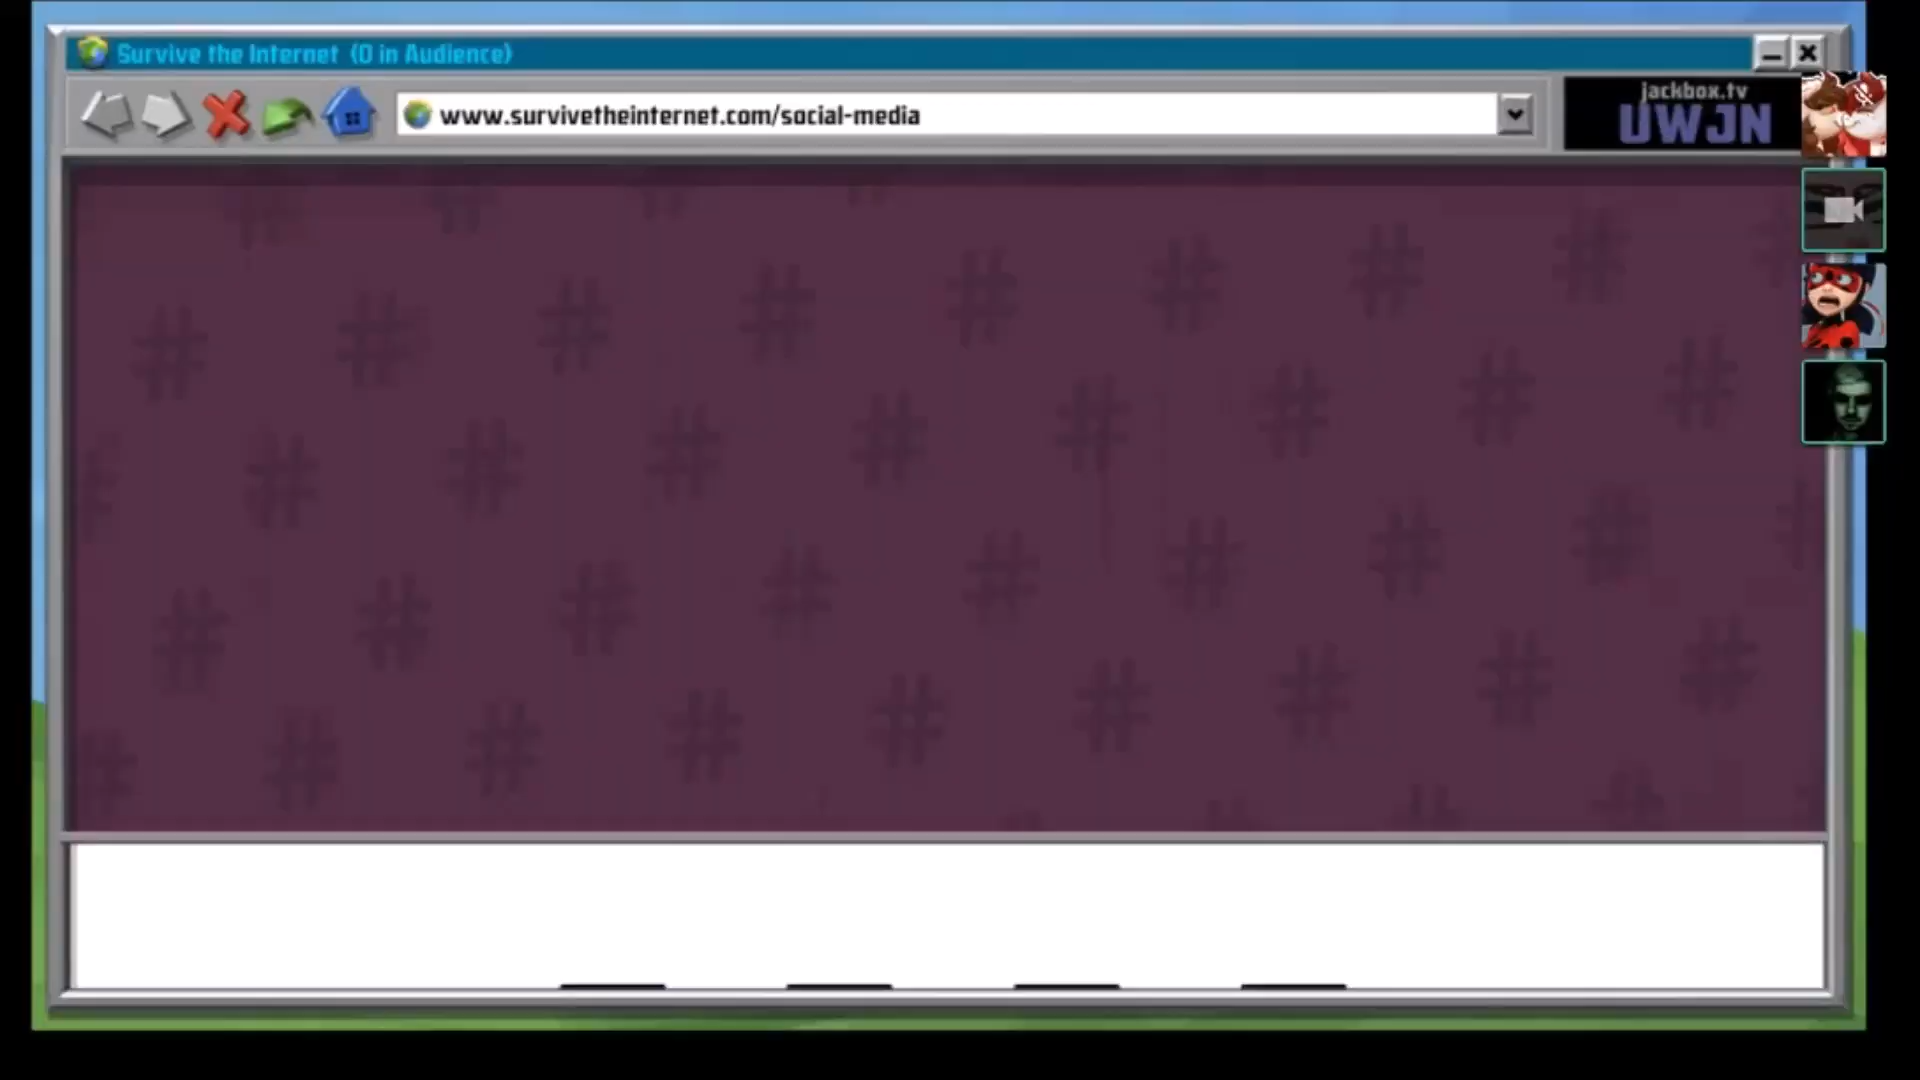 Survive the Internet (0 in Audience)
www.survivetheinternet.com/social-media
jackbox.tv
UWJN